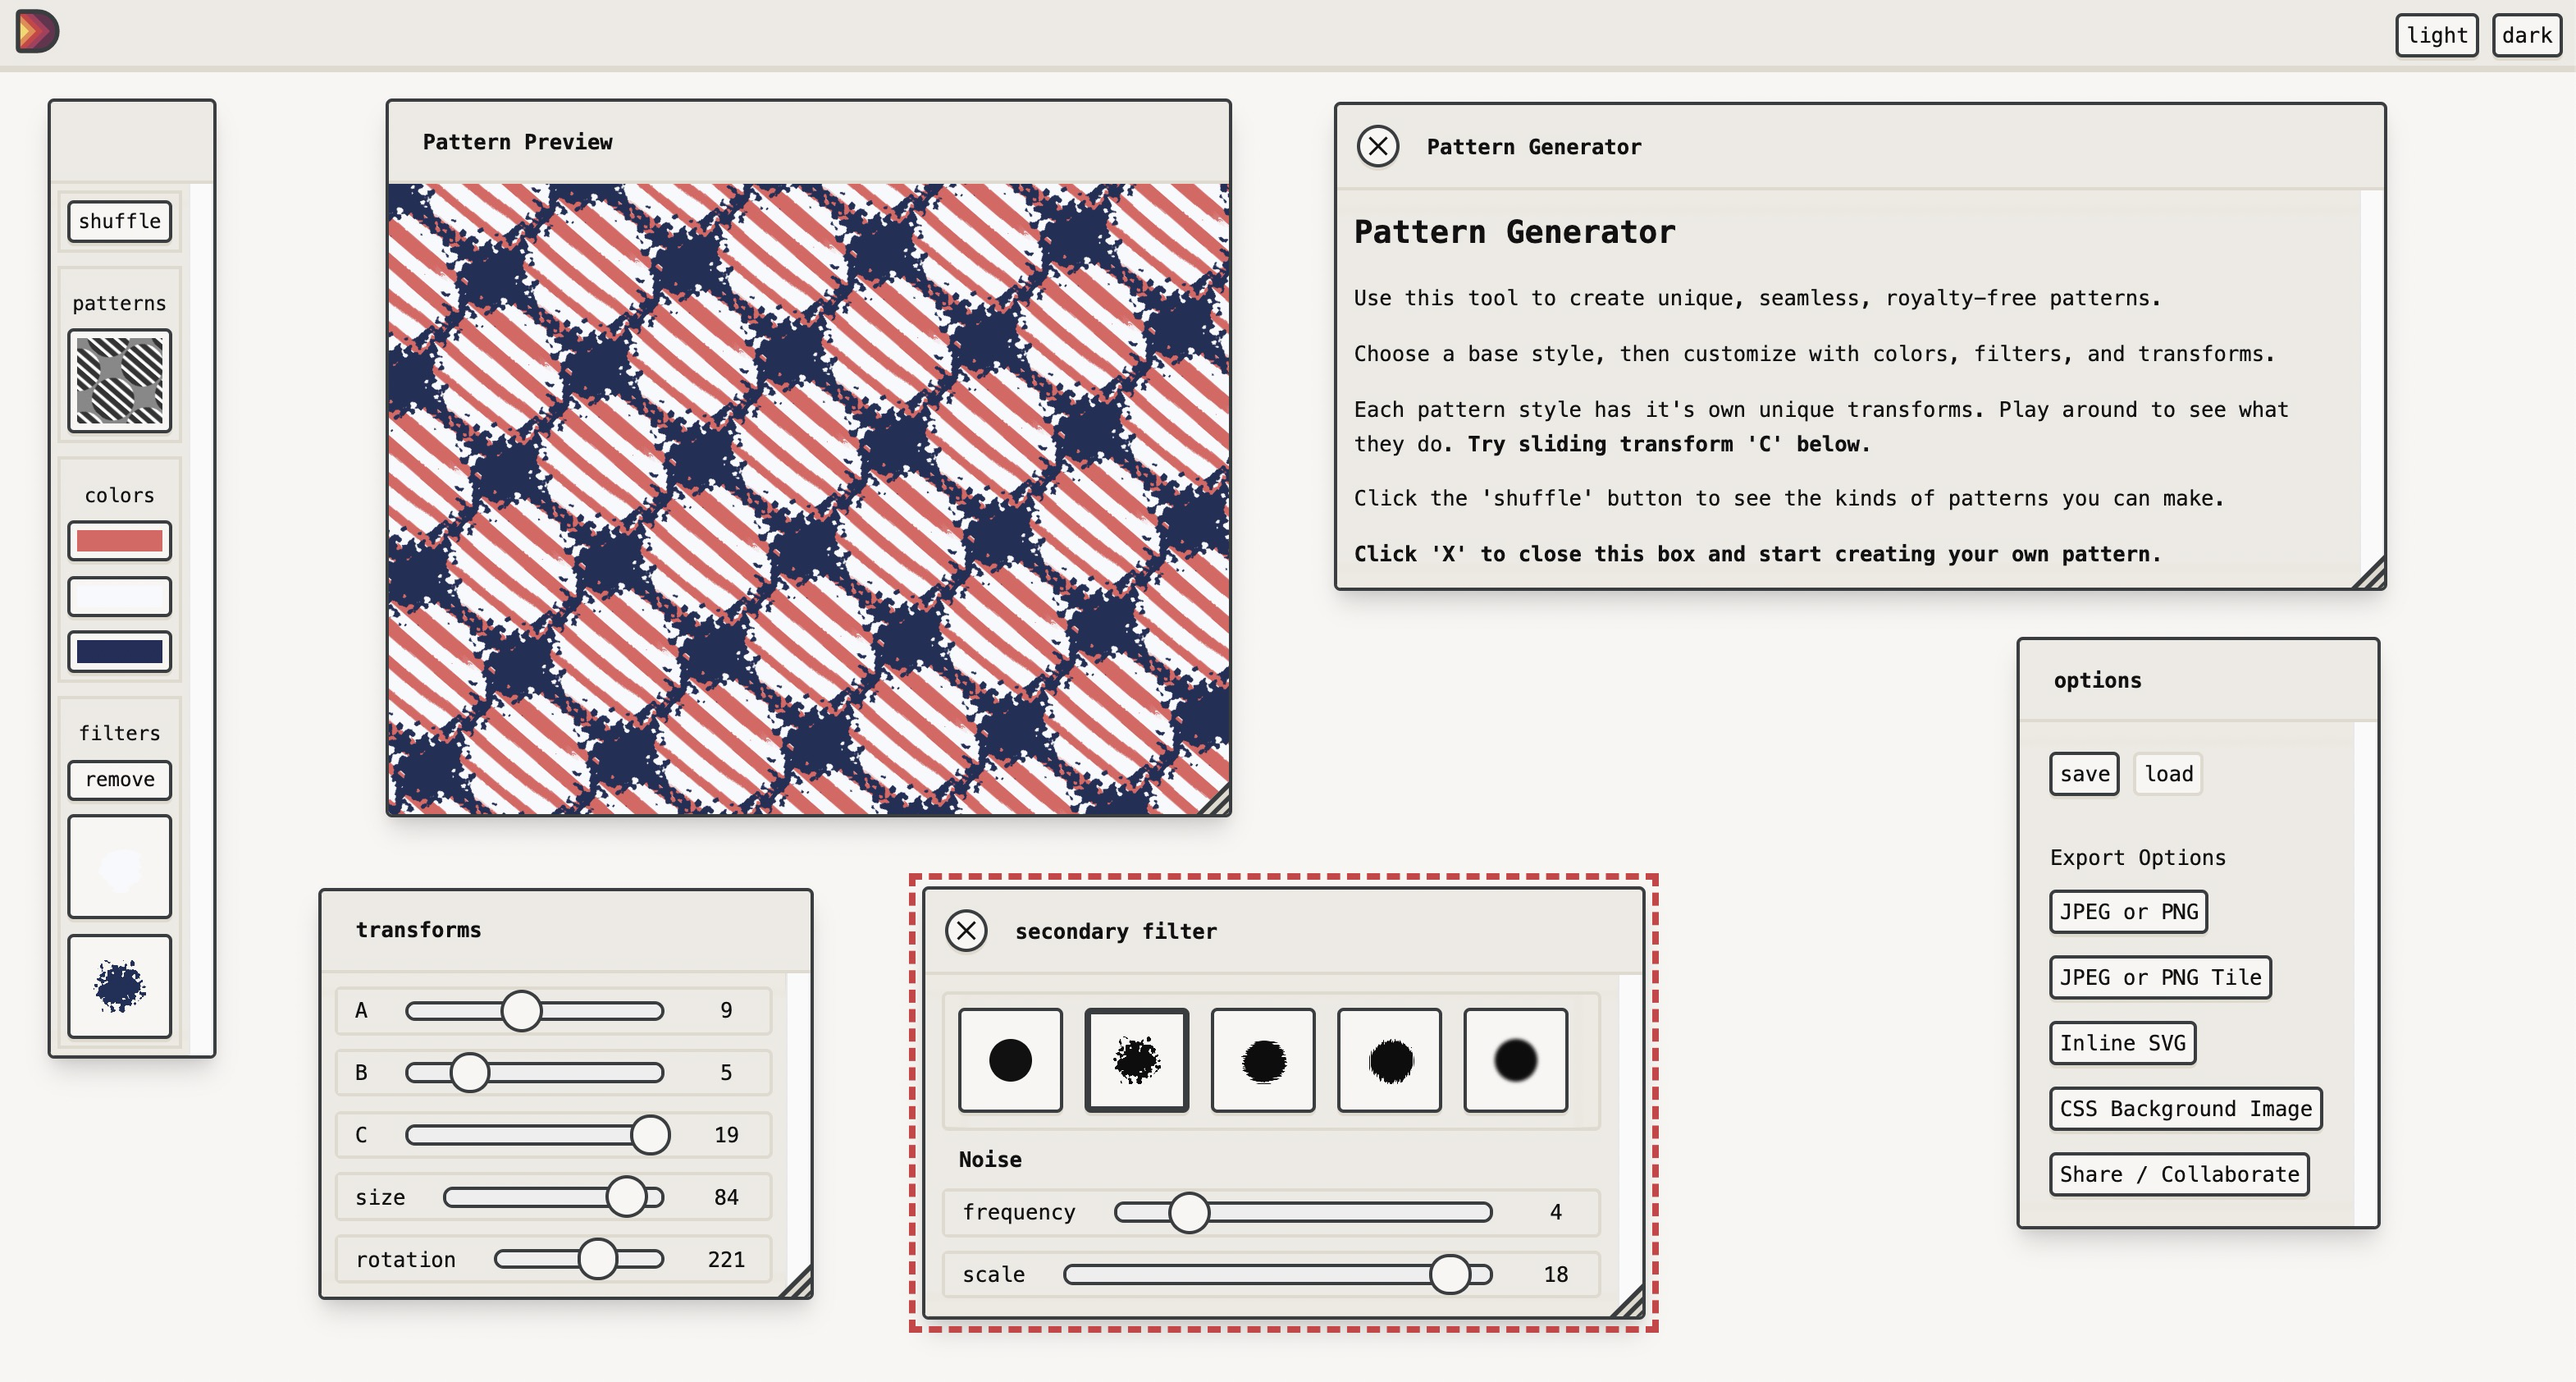 light dark
shuffle
patterns
colors
filters
remove
Pattern Preview
Pattern Generator
Pattern Generator
Use this tool to create unique, seamless, royalty-free patterns.
Choose a base style, then customize with colors, filters, and transforms.
Each pattern style has it's own unique transforms. Play around to see what
they do. Try sliding transform 'C' below.
Click the 'shuffle' button to see the kinds of patterns you can make.
Click 'X' to close this box and start creating your own pattern.
transforms
A 9
B 5
C 19
size 84
rotation 221
secondary filter
Noise
frequency 4
scale 18
options
save load
Export Options
JPEG or PNG
JPEG or PNG Tile
Inline SVG
CSS Background Image
Share / Collaborate